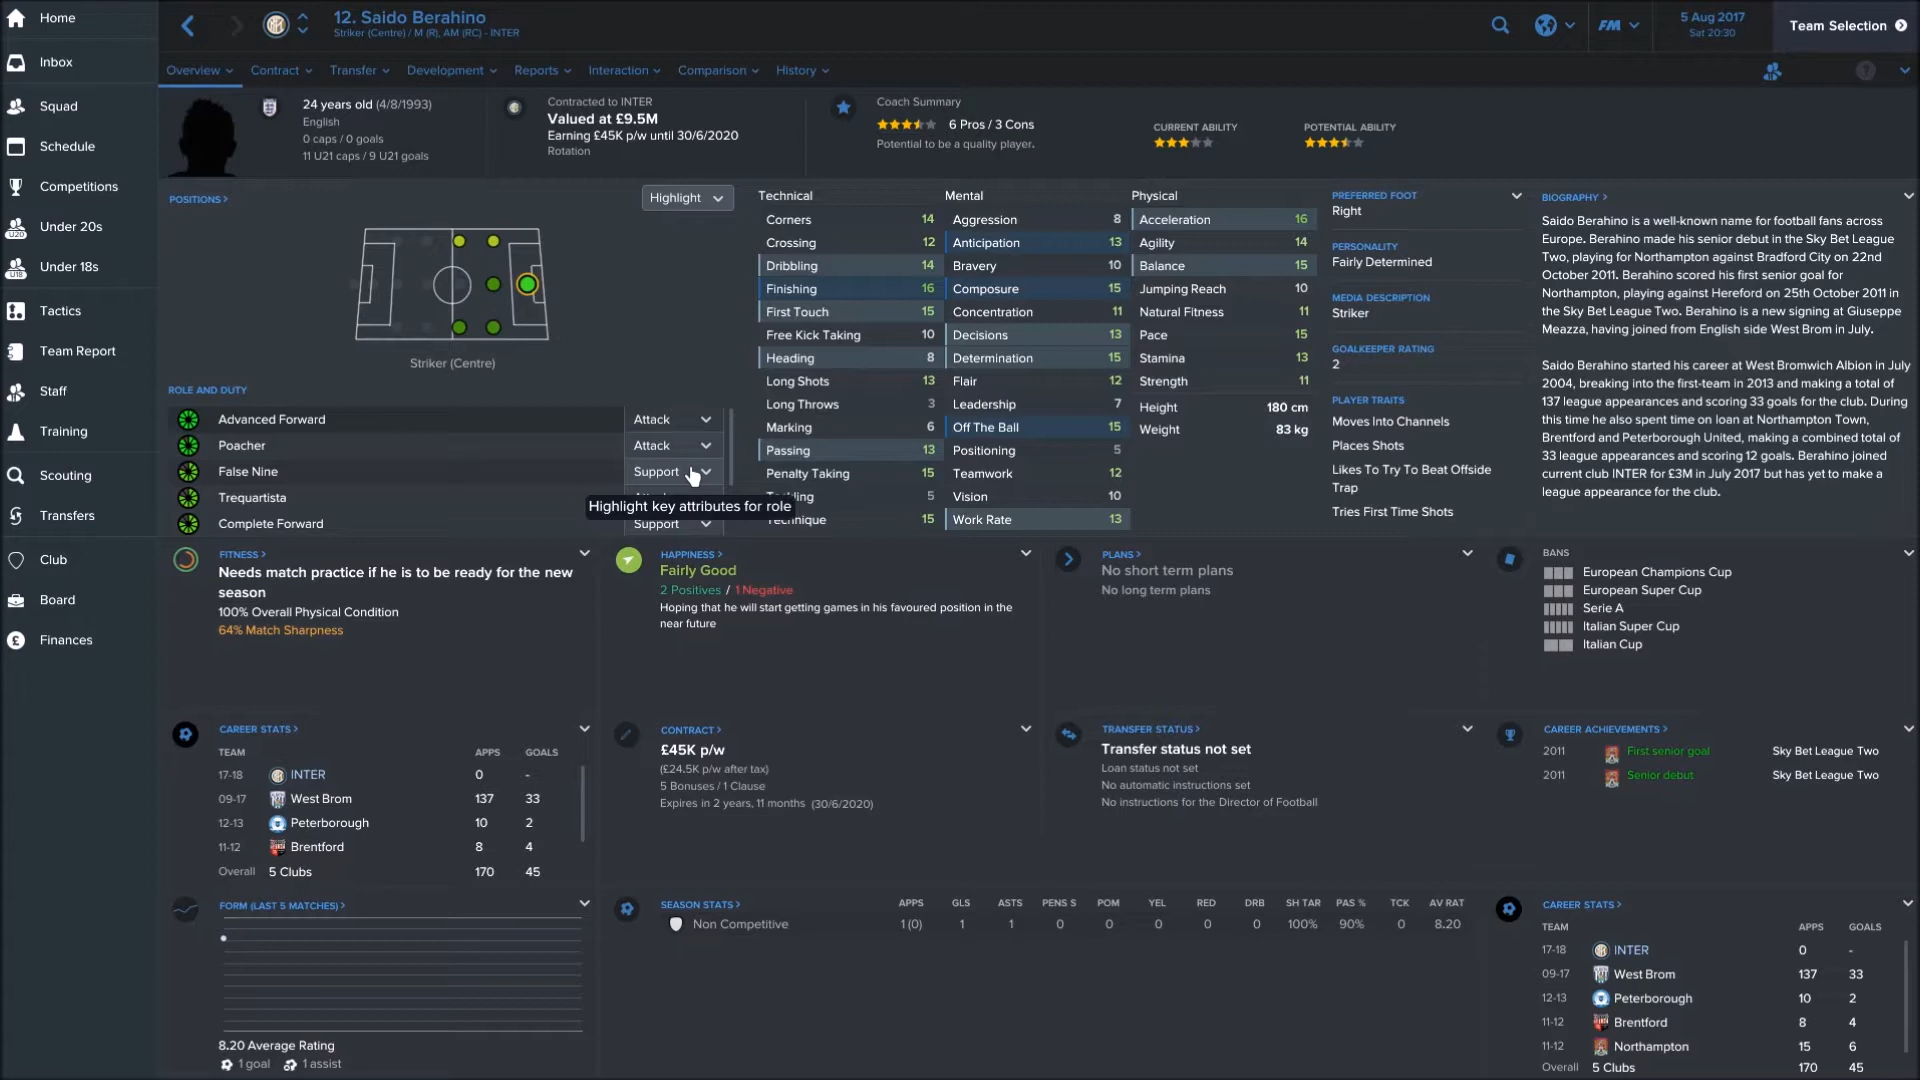 Home
Inbox
Squad
Schedule
Competitions
U20
Under 20s
U18
Under 18s
Tactics
Team Report
Staff
Training
Scouting
Transfers
Club
Board
Finances
12. Saido Berahino
Striker (Centre) / M (R), AM (RC) - INTER
FM
5 Aug 2017
Sat 20:30
Team Selection
Overview
Contract
Transfer
Development
Reports
Interaction
Comparison
History
?
24 years old (4/8/1993)
English
0 caps / 0 goals
11 U21 caps / 9 U21 goals
Contracted to INTER
Valued at £9.5M
Earning £45K p/w until 30/6/2020
Rotation
Coach Summary
6 Pros / 3 Cons
Potential to be a quality player.
CURRENT ABILITY
POTENTIAL ABILITY
POSITIONS >
Highlight
Striker (Centre)
ROLE AND DUTY
Advanced Forward Attack
Poacher Attack
False Nine Support
Trequartista
Complete Forward Support
Highlight key attributes for role
Technical
Corners 14
Crossing 12
Dribbling 14
Finishing 16
First Touch 15
Free Kick Taking 10
Heading 8
Long Shots 13
Long Throws 3
Marking 6
Passing 13
Penalty Taking 15
5
15
Mental
Aggression 8
Anticipation 13
Bravery 10
Composure 15
Concentration 11
Decisions 13
Determination 15
Flair 12
Leadership 7
Off The Ball 15
Positioning 5
Teamwork 12
Vision 10
Work Rate 13
Physical
Acceleration 16
Agility 14
Balance 15
Jumping Reach 10
Natural Fitness 11
Pace 15
Stamina 13
Strength 11
Height 180 cm
Weight 83 kg
PREFERRED FOOT
Right
PERSONALITY
Fairly Determined
MEDIA DESCRIPTION
Striker
GOALKEEPER RATING
2
PLAYER TRAITS
Moves Into Channels
Places Shots
Likes To Try To Beat Offside
Trap
Tries First Time Shots
BIOGRAPHY >
Saido Berahino is a well-known name for football fans across
Europe. Berahino made his senior debut in the Sky Bet League
Two, playing for Northampton against Bradford City on 22nd
October 2011. Berahino scored his first senior goal for
Northampton, playing against Hereford on 25th October 2011 in
the Sky Bet League Two. Berahino is a new signing at Giuseppe
Meazza, having joined from English side West Brom in July.
Saido Berahino started his career at West Bromwich Albion in July
2004, breaking into the first-team in 2013 and making a total of
137 league appearances and scoring 33 goals for the club. During
this time he also spent time on loan at Northampton Town,
Brentford and Peterborough United, making a combined total of
33 league appearances and scoring 12 goals. Berahino joined
current club INTER for £3M in July 2017 but has yet to make a
league appearance for the club.
FITNESS >
Needs match practice if he is to be ready for the new
season
100% Overall Physical Condition
64% Match Sharpness
HAPPINESS >
Fairly Good
2 Positives / 1 Negative
Hoping that he will start getting games in his favoured position in the
near future
PLANS >
No short term plans
No long term plans
BANS
European Champions Cup
European Super Cup
Serie A
Italian Super Cup
Italian Cup
CAREER STATS >
TEAM APPS GOALS
17-18 INTER 0 -
09-17 West Brom 137 33
12-13 Peterborough 10 2
11-12 Brentford 8 4
Overall 5 Clubs 170 45
CONTRACT >
£45K p/w
(£24.5K p/w after tax)
5 Bonuses / 1 Clause
Expires in 2 years, 11 months (30/6/2020)
TRANSFER STATUS >
Transfer status not set
Loan status not set
No automatic instructions set
No instructions for the Director of Football
CAREER ACHIEVEMENTS >
2011 First senior goal Sky Bet League Two
2011 Senior debut Sky Bet League Two
FORM (LAST 5 MATCHES) >
8.20 Average Rating
1 goal 1 assist
SEASON STATS >
APPS GLS ASTS PENS S POM YEL RED DRB SH TAR PAS % TCK AV RAT
Non Competitive 1 (0) 1 1 0 0 0 0 0 100% 90% 0 8.20
CAREER STATS >
TEAM APPS GOALS
17-18 INTER 0 -
09-17 West Brom 137 33
12-13 Peterborough 10 2
11-12 Brentford 8 4
11-12 Northampton 15 6
Overall 5 Clubs 170 45